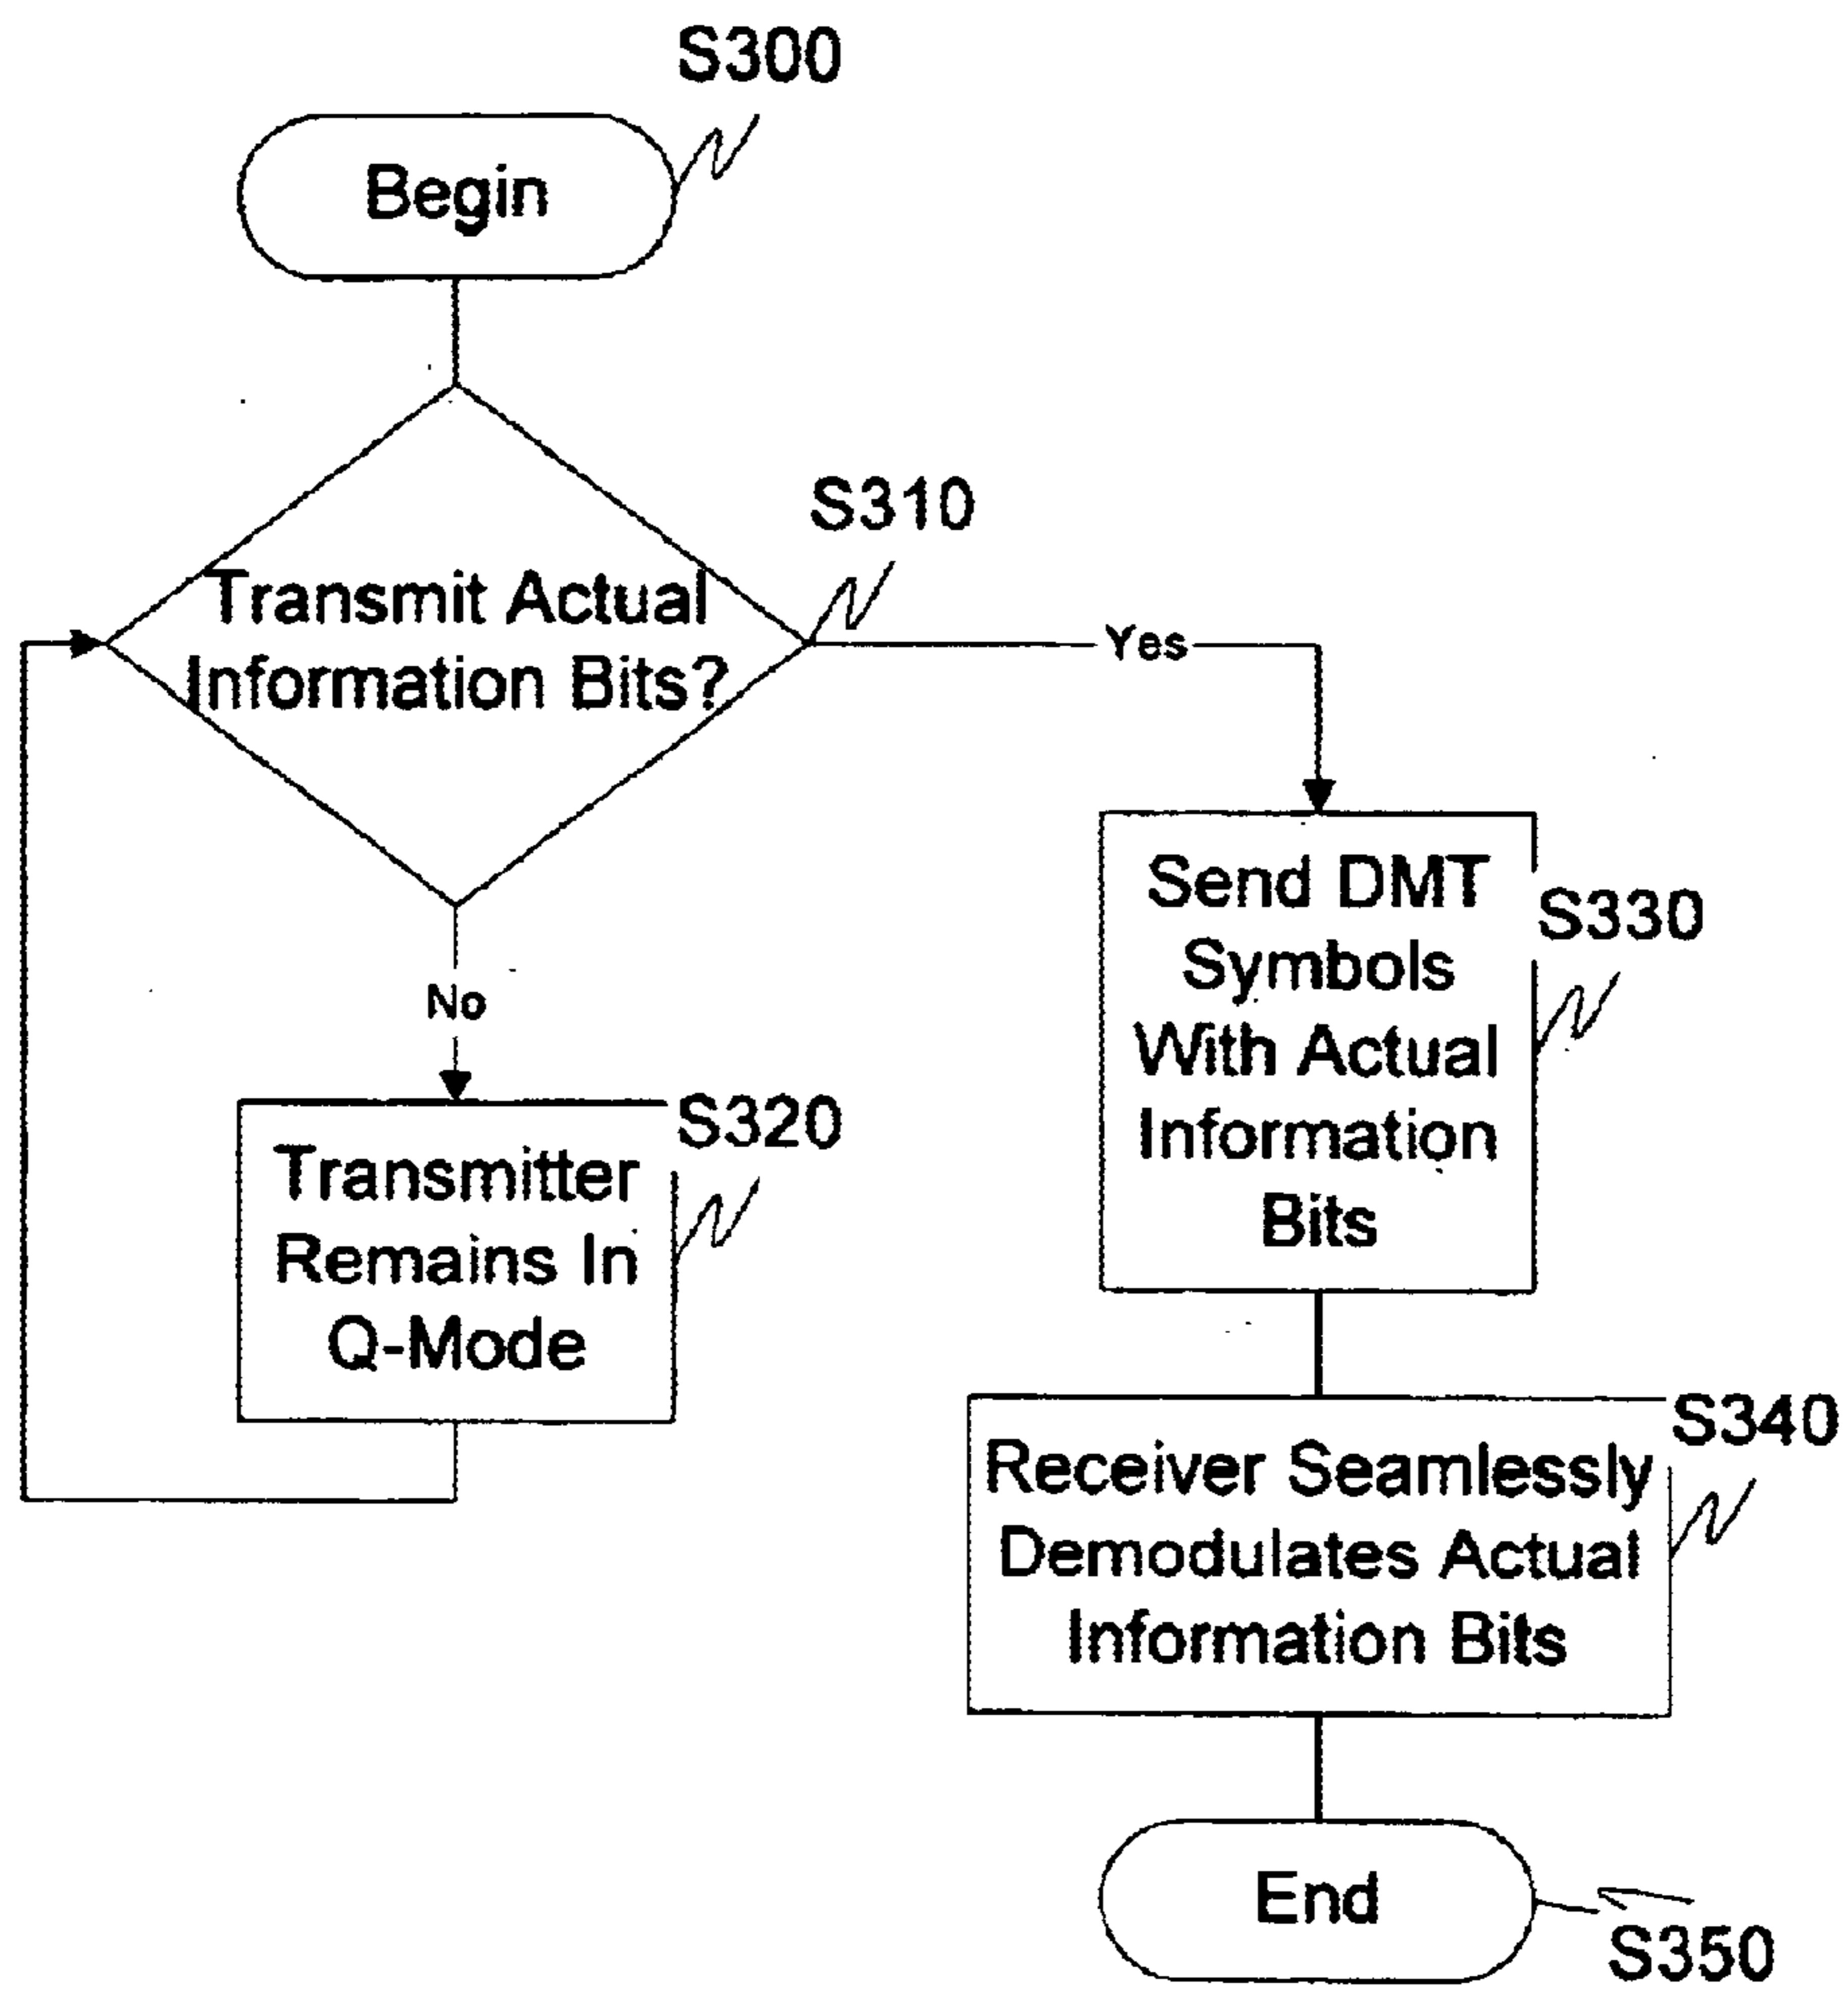 S300
Begin
S310
Transmit Actual
Information Bits?
Yes
No
S320
Transmitter
Remains In
Q-Mode
S330
Send DMT
Symbols
With Actual
Information
Bits
S340
Receiver Seamlessly
Demodulates Actual
Information Bits
End
S350